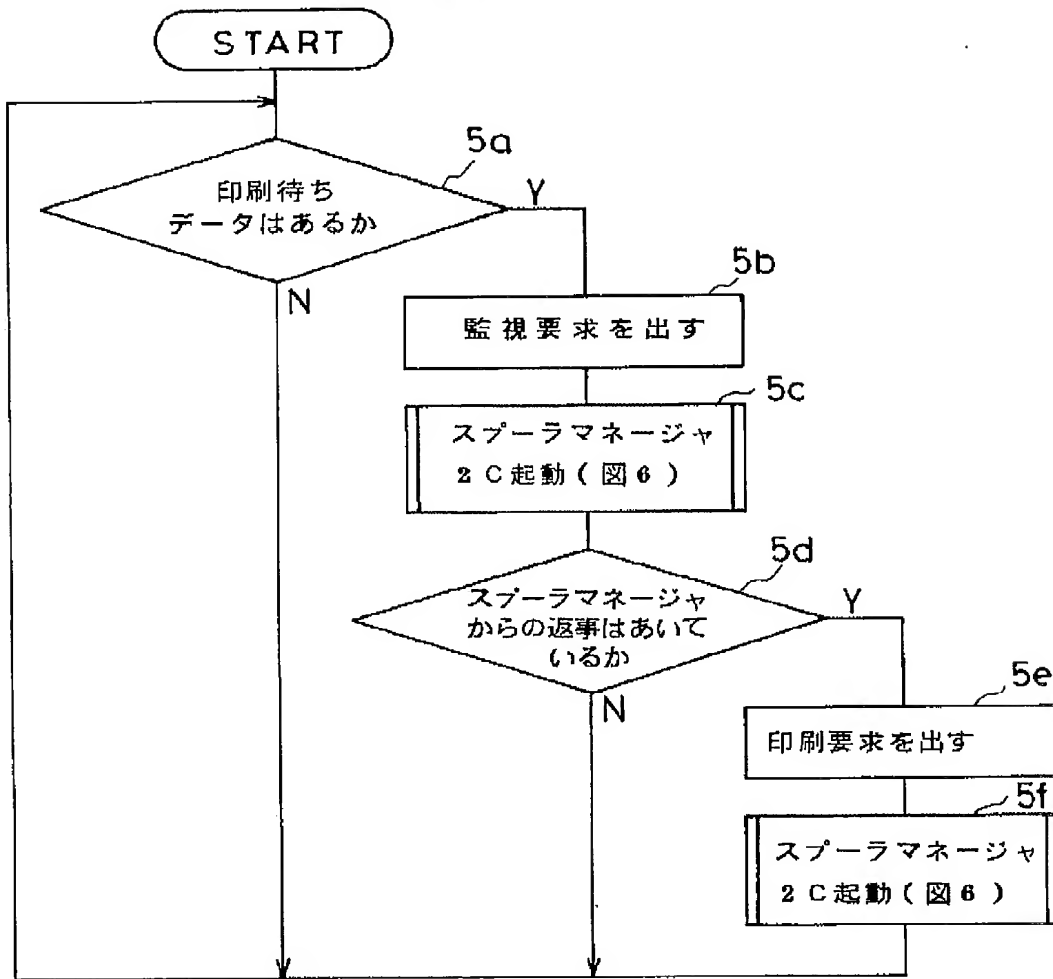 START
5a
印刷待ち
データはあるか
Y
N
5b
監視要求を出す
5c
スプーラマネージャ
2C起動(図6)
5d
スプーラマネージャ
からの返事はあいて
いるか
Y
N
5e
印刷要求を出す
5f
スプーラマネージャ
2C起動(図6)